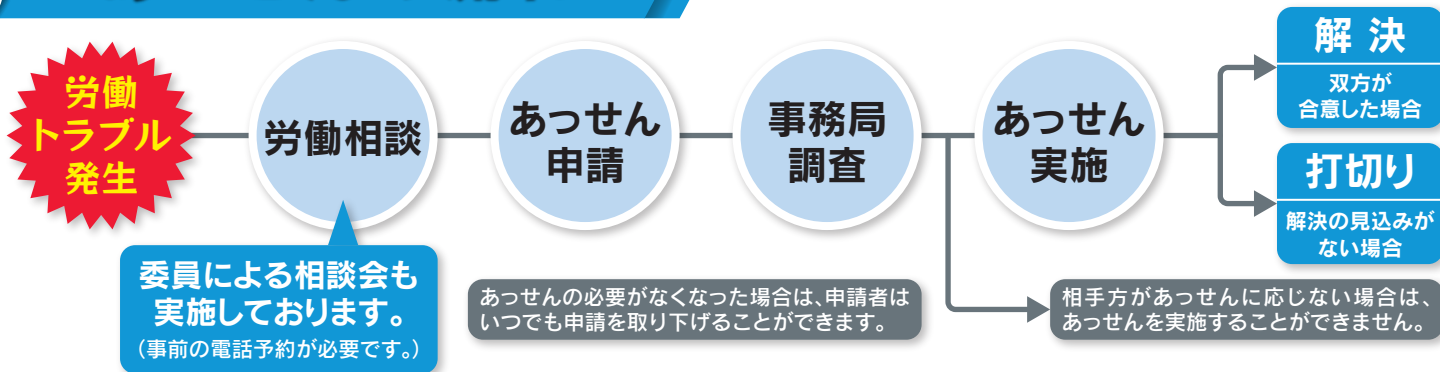 労働
トラブル
発生
労働相談
あっせん
申請
事務局
調査
あっせん
実施
解 決
双方が
合意した場合
打切り
解決の見込みが
ない場合
委員による相談会も
実施しております。
（事前の電話予約が必要です。）
あっせんの必要がなくなった場合は、申請者は
いつでも申請を取り下げることができます。
相手方があっせんに応じない場合は、
あっせんを実施することができません。